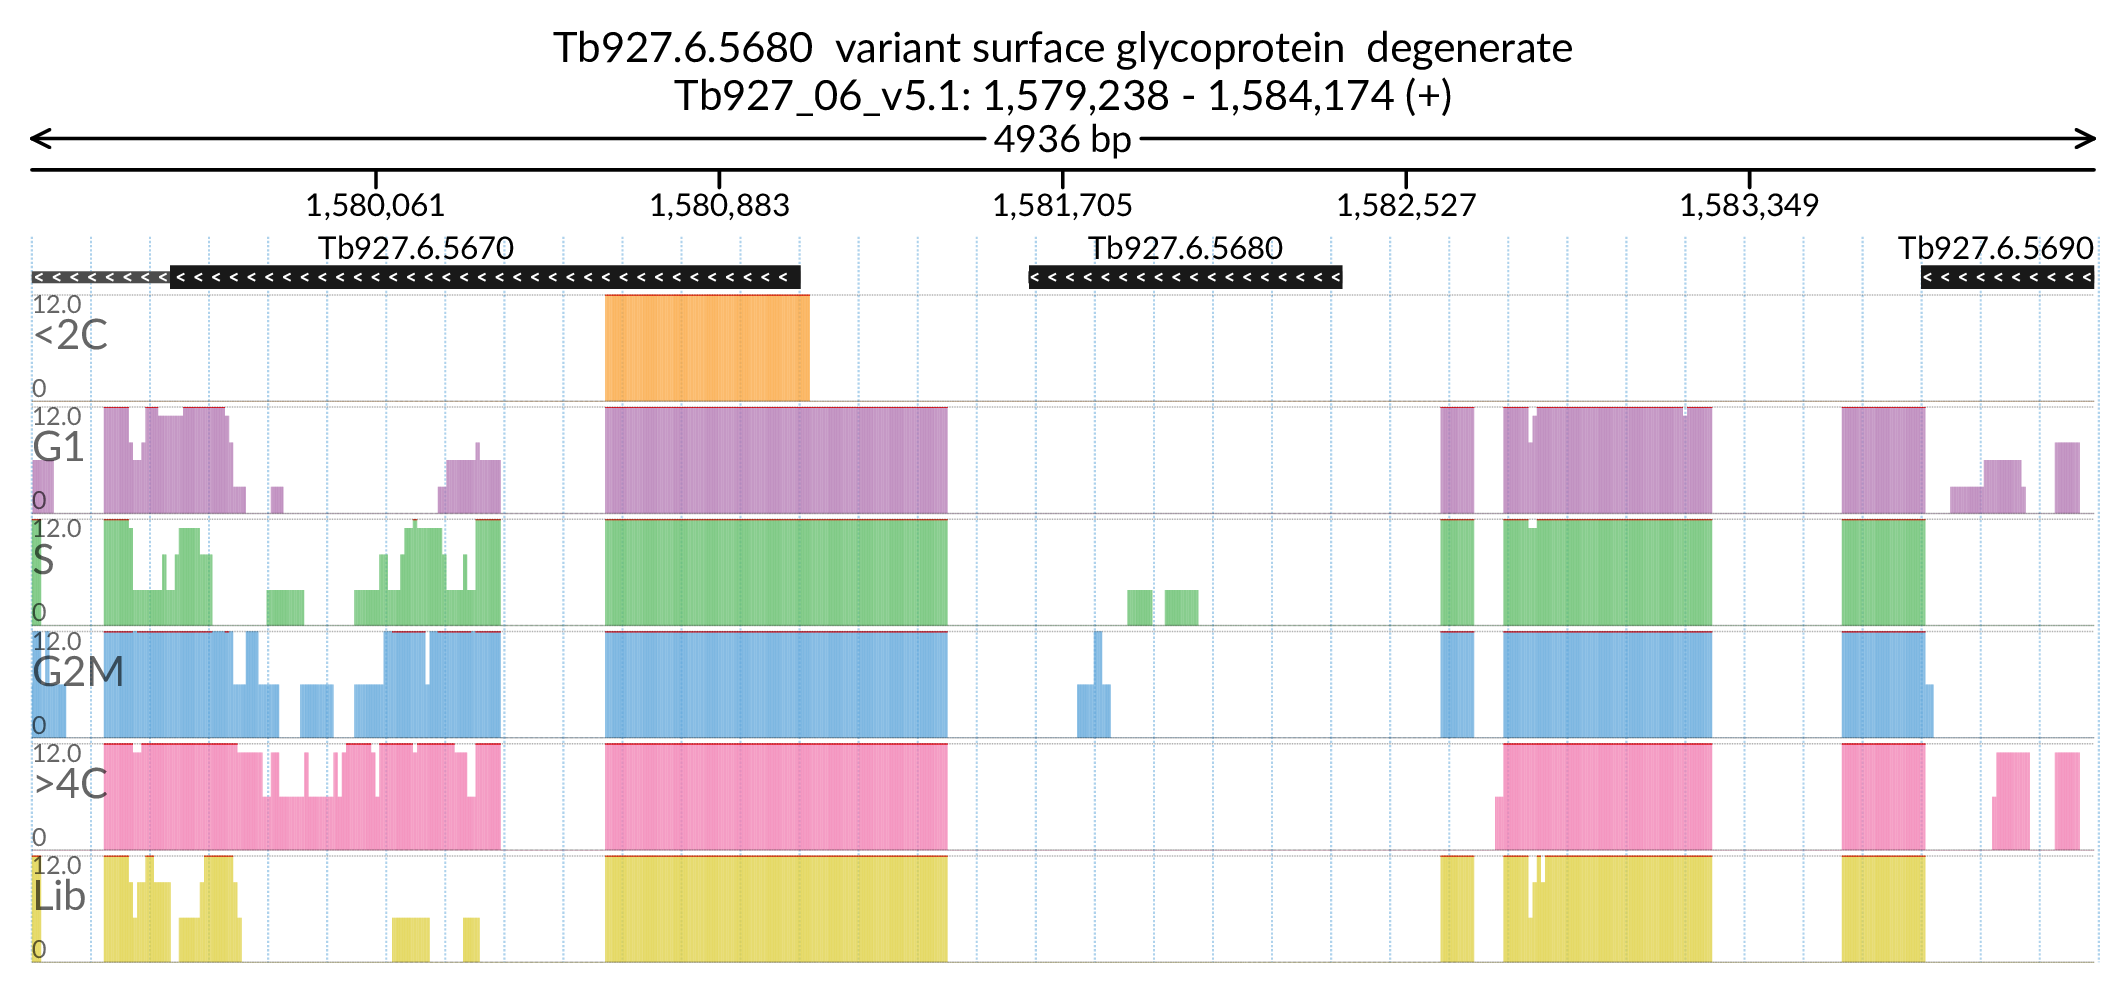 Tb927.6.5680  variant surface glycoprotein  degenerate
Tb927_06_v5.1: 1,579,238 - 1,584,174 (+)
4936 bp
1,580,061 1,580,883 1,581,705 1,582,527 1,583,349
Tb927.6.5670 Tb927.6.5680 Tb927.6.5690
12.0
<2C
0
12.0
G1
0
12.0
S
0
12.0
G2M
0
12.0
>4C
0
12.0
Lib
0